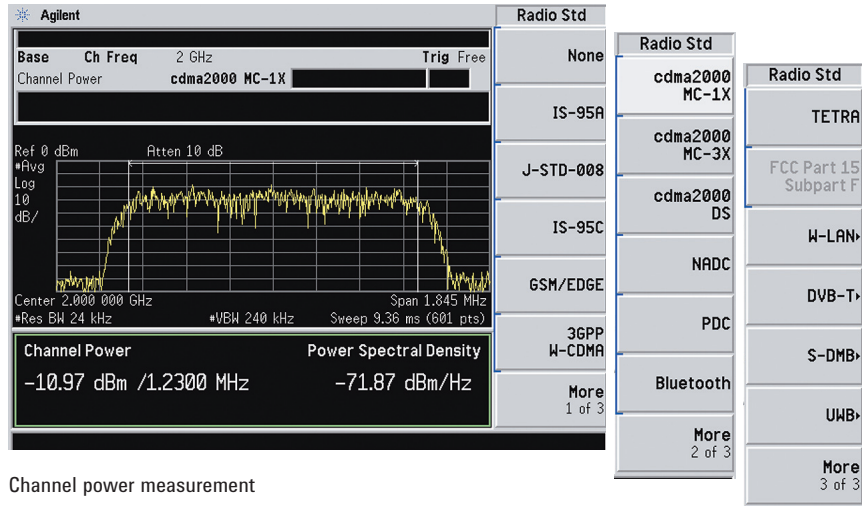 Agilent
Base Ch Freq 2 GHz Trig Free
Channel Power cdma2000 MC-1X
Ref 0 dBm Atten 10 dB
#Avg
Log
10
dB/
Center 2.000 000 GHz Span 1.845 MHz
#Res BW 24 kHz #VBW 240 kHz Sweep 9.36 ms (601 pts)
Channel Power Power Spectral Density
-10.97 dBm /1.2300 MHz -71.87 dBm/Hz
Radio Std
None
IS-95A
J-STD-008
IS-95C
GSM/EDGE
3GPP
W-CDMA
More
1 of 3
Radio Std
cdma2000
MC-1X
cdma2000
MC-3X
cdma2000
DS
NADC
PDC
Bluetooth
More
2 of 3
Radio Std
TETRA
FCC Part 15
Subpart F
W-LAN
DVB-T
S-DMB
UWB
More
3 of 3
Channel power measurement